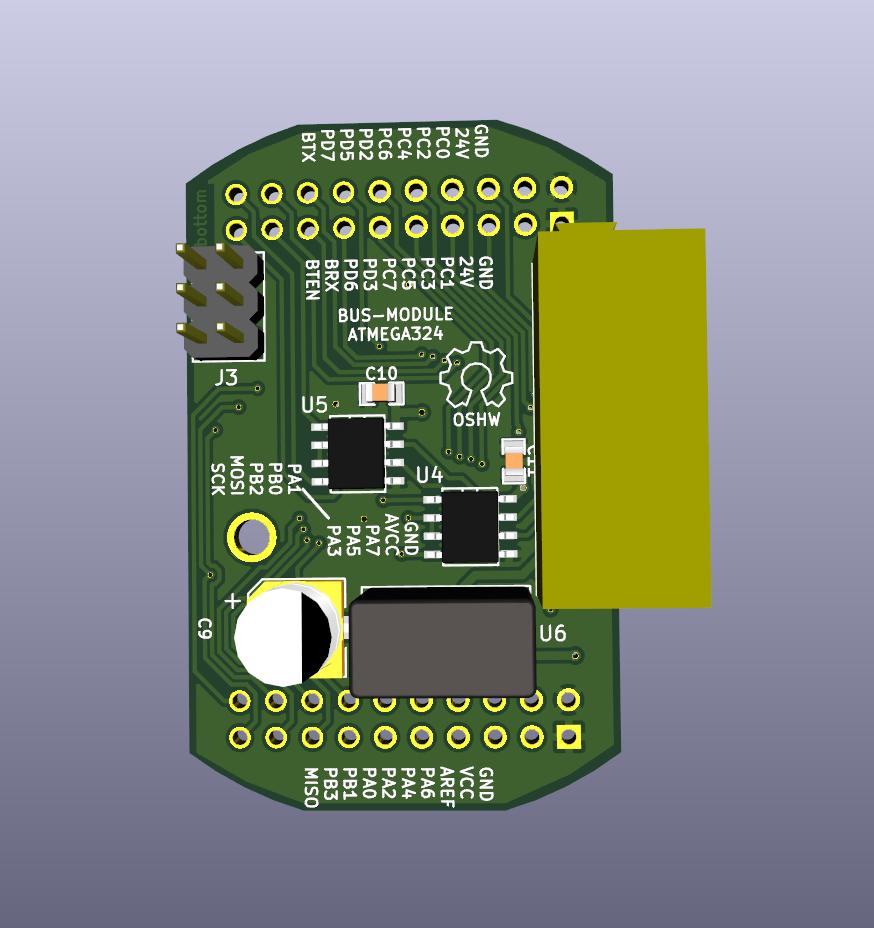 BTX
PD7
PD5
PD2
PC6
PC4
PC2
PC0
24V
GND
bottom
BTEN
BRX
PD6
PD3
PC7
PC5
PC3
PC1
24V
GND
BUS-MODULE
ATMEGA324
J3
C10
U5
OSHW
U4
SCK
MOSI
PB2
PB0
PA1
PA3
PA5
PA7
AVCC
GND
+
C9
U6
MISO
PB3
PB1
PA0
PA2
PA4
PA6
AREF
VCC
GND